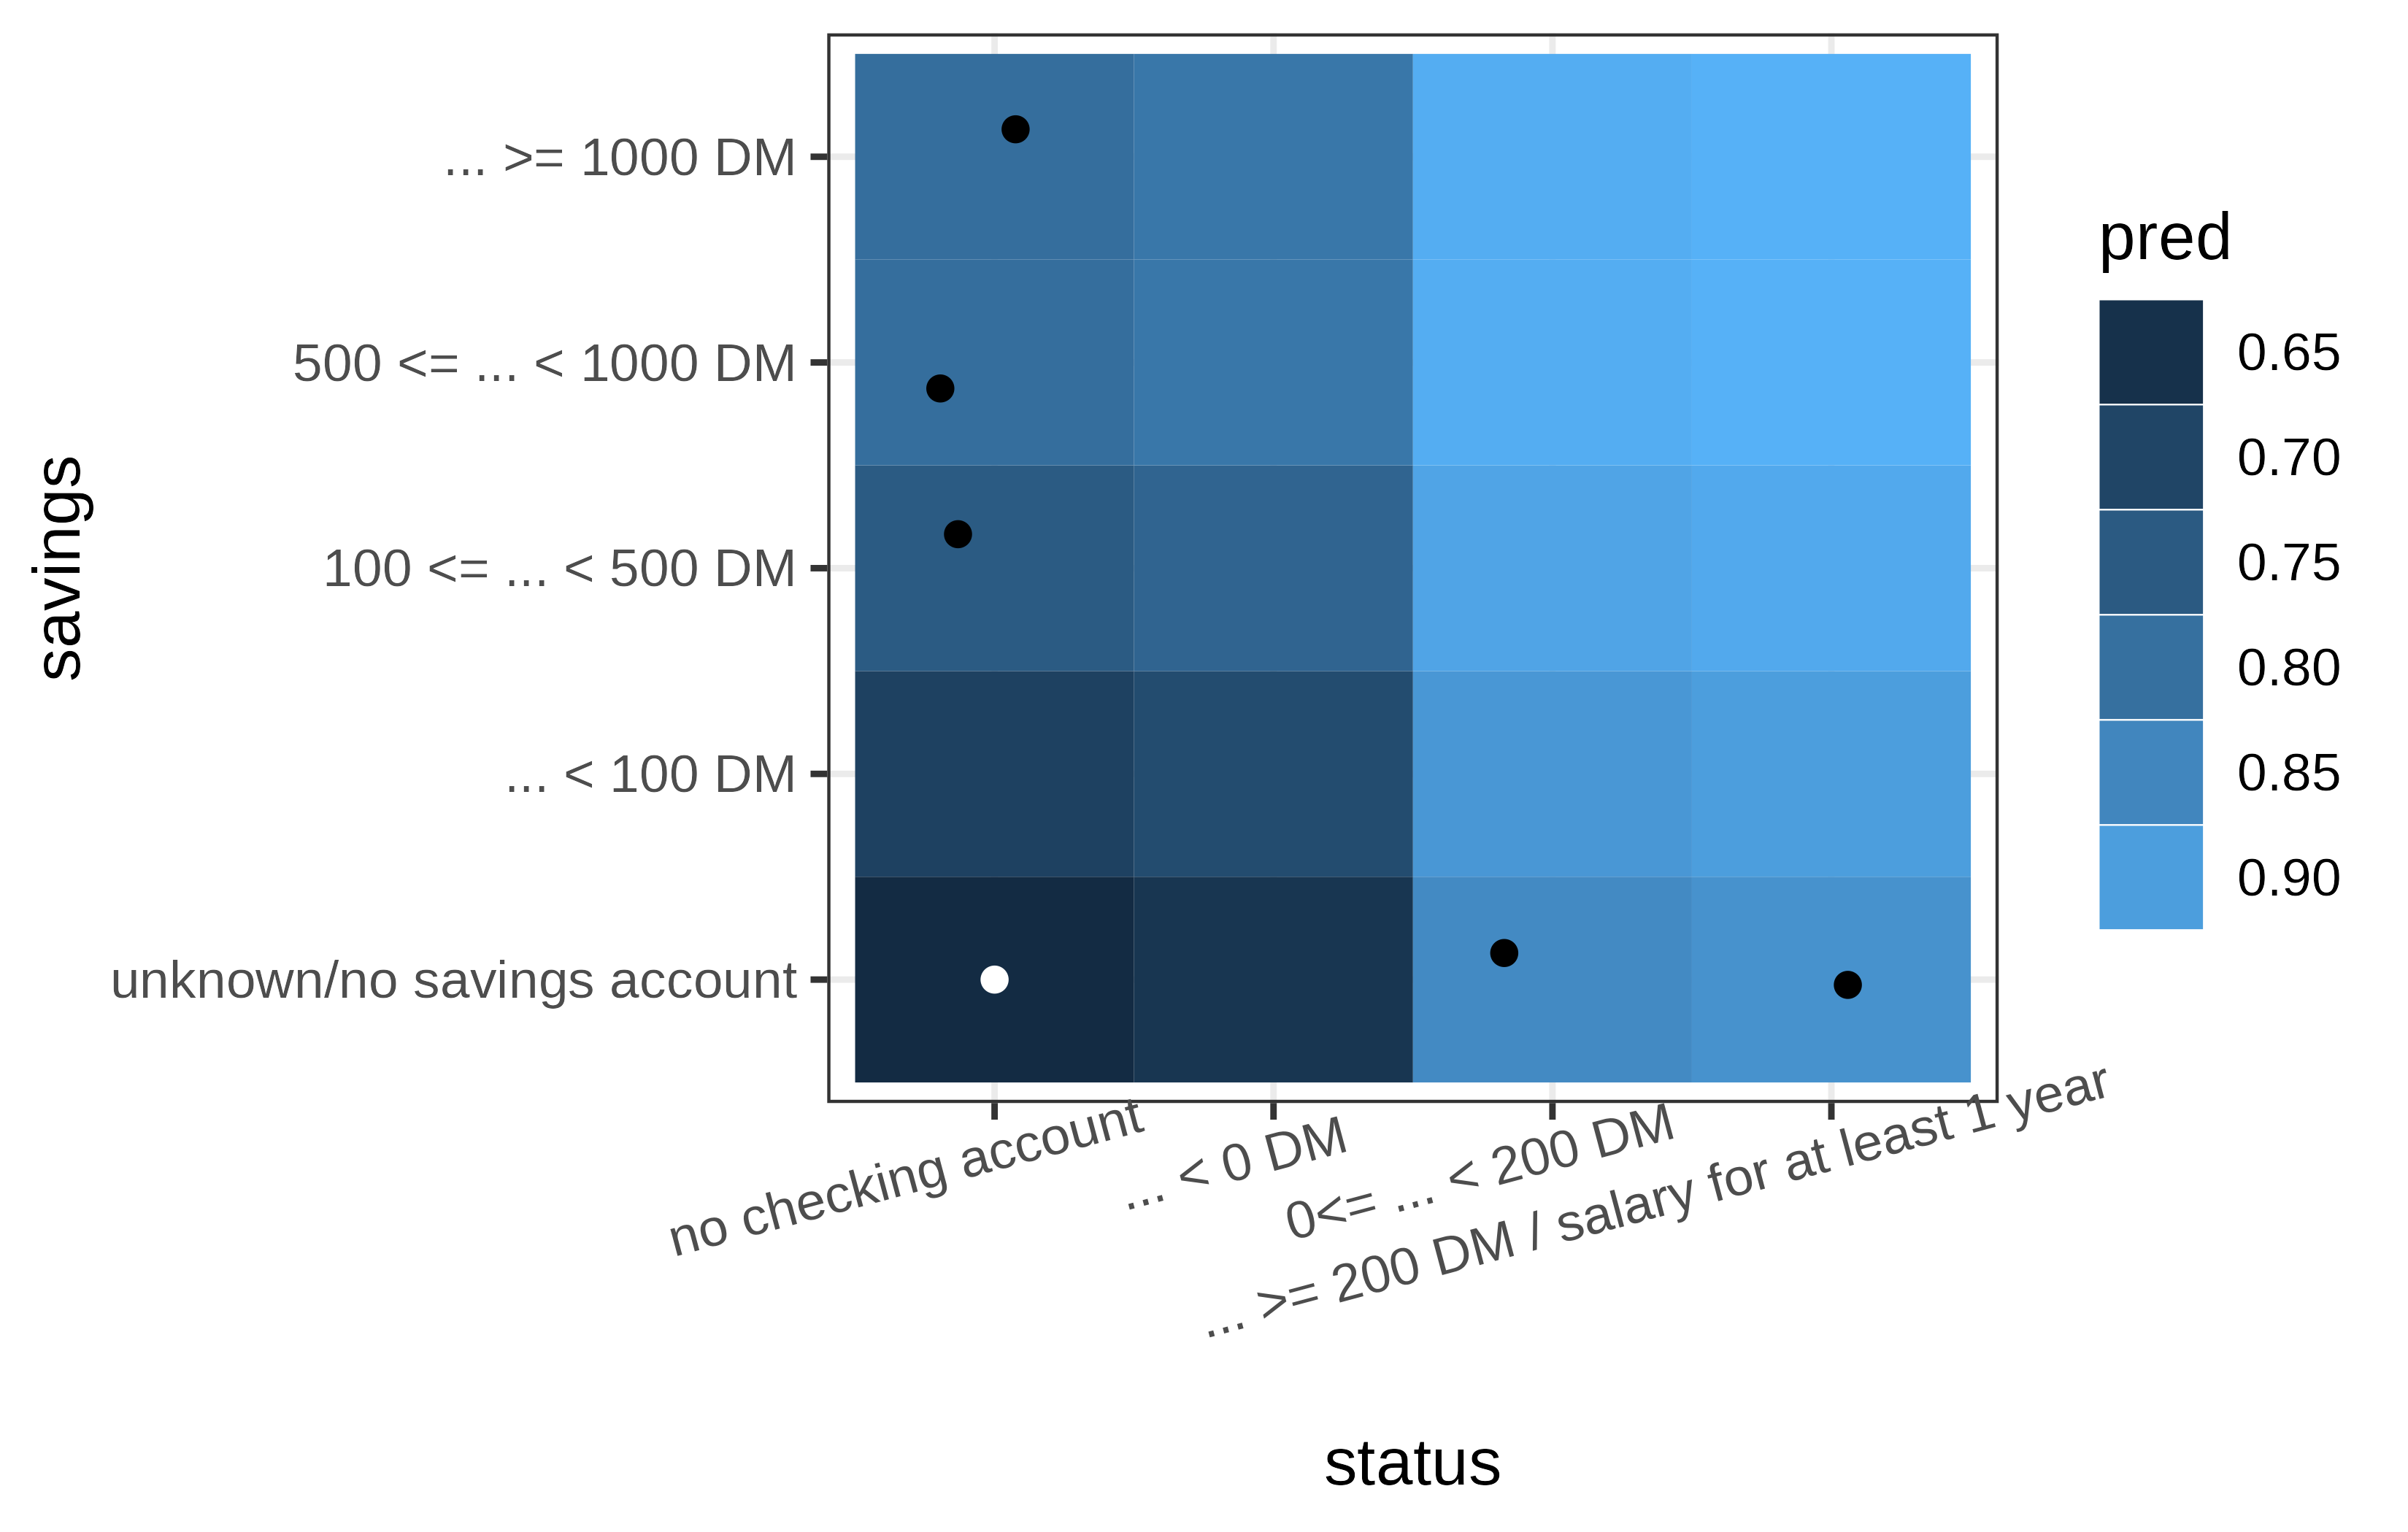 savings
... >= 1000 DM
500 <= ... < 1000 DM
100 <= ... < 500 DM
... < 100 DM
unknown/no savings account
no checking account
... < 0 DM
0<= ... < 200 DM
... >= 200 DM / salary for at least 1 year
status
pred
0.65
0.70
0.75
0.80
0.85
0.90